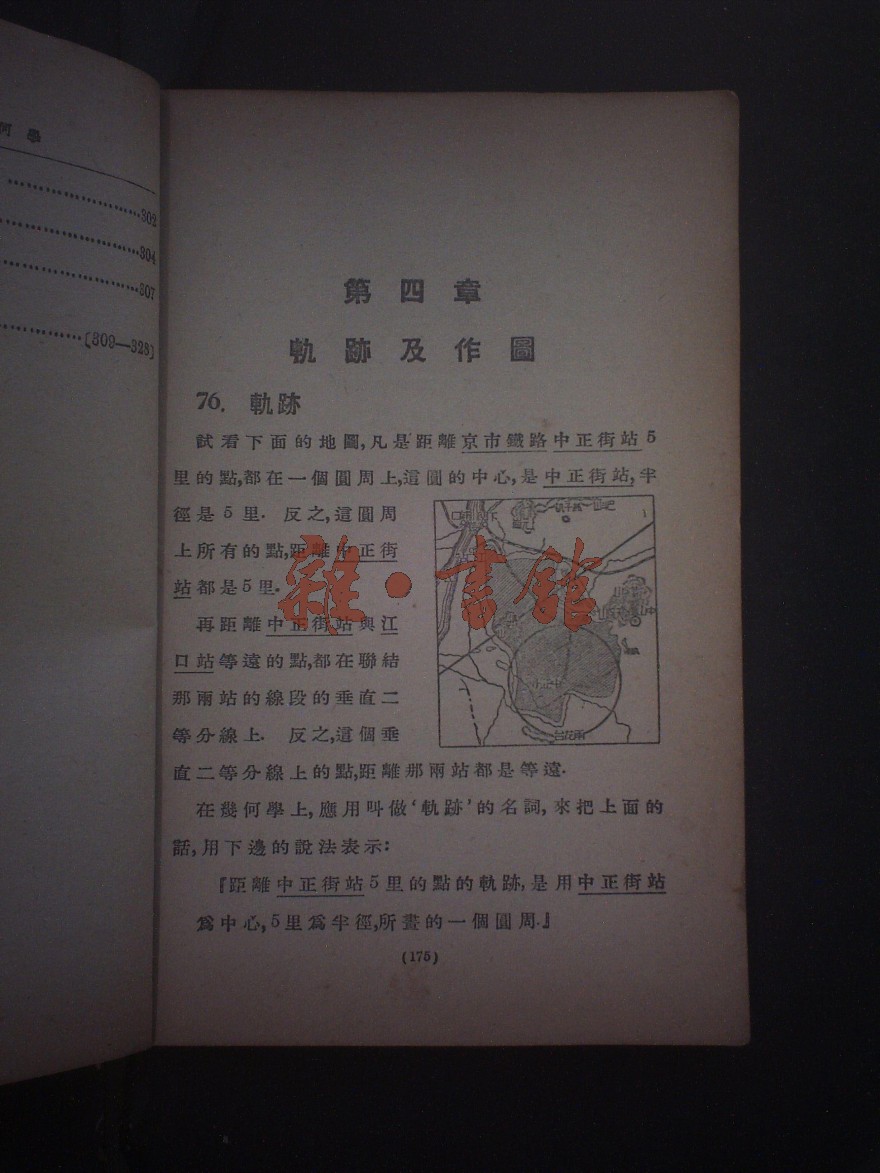 何學
302
304
307
〔309—328〕
第四章
軌跡及作圖
76. 軌跡
試看下面的地圖,凡是距離京市鐵路中正街站5
里的點,都在一個圓周上,這圓的中心,是中正街站,半
徑是5里. 反之,這圓周
上所有的點,距離中正街
站都是5里.
再距離中正街站與江
口站等遠的點,都在聯結
那兩站的線段的垂直二
等分線上. 反之,這個垂
直二等分線上的點,距離那兩站都是等遠.
在幾何學上,應用叫做‘軌跡’的名詞,來把上面的
話,用下邊的說法表示:
『距離中正街站5里的點的軌跡,是用中正街站
爲中心,5里爲半徑,所畫的一個圓周.』
(175)
雜·書館